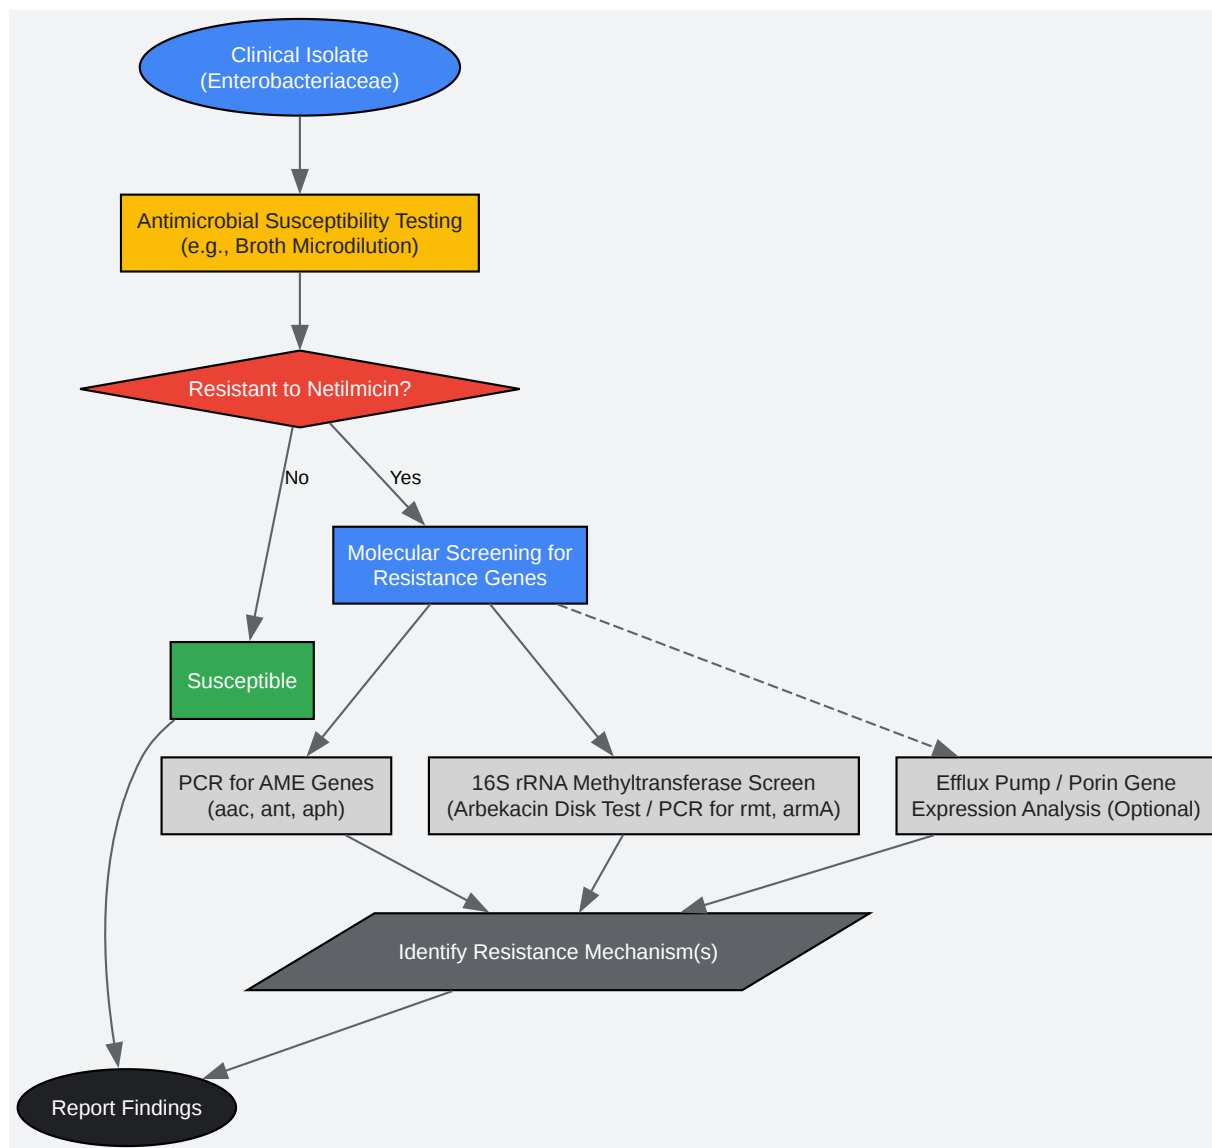 Clinical Isolate
(Enterobacteriaceae)
Antimicrobial Susceptibility Testing
(e.g., Broth Microdilution)
Resistant to Netilmicin?
No
Yes
Molecular Screening for
Resistance Genes
Susceptible
PCR for AME Genes
(aac, ant, aph)
16S rRNA Methyltransferase Screen
(Arbekacin Disk Test / PCR for rmt, armA)
Efflux Pump / Porin Gene
Expression Analysis (Optional)
Identify Resistance Mechanism(s)
Report Findings